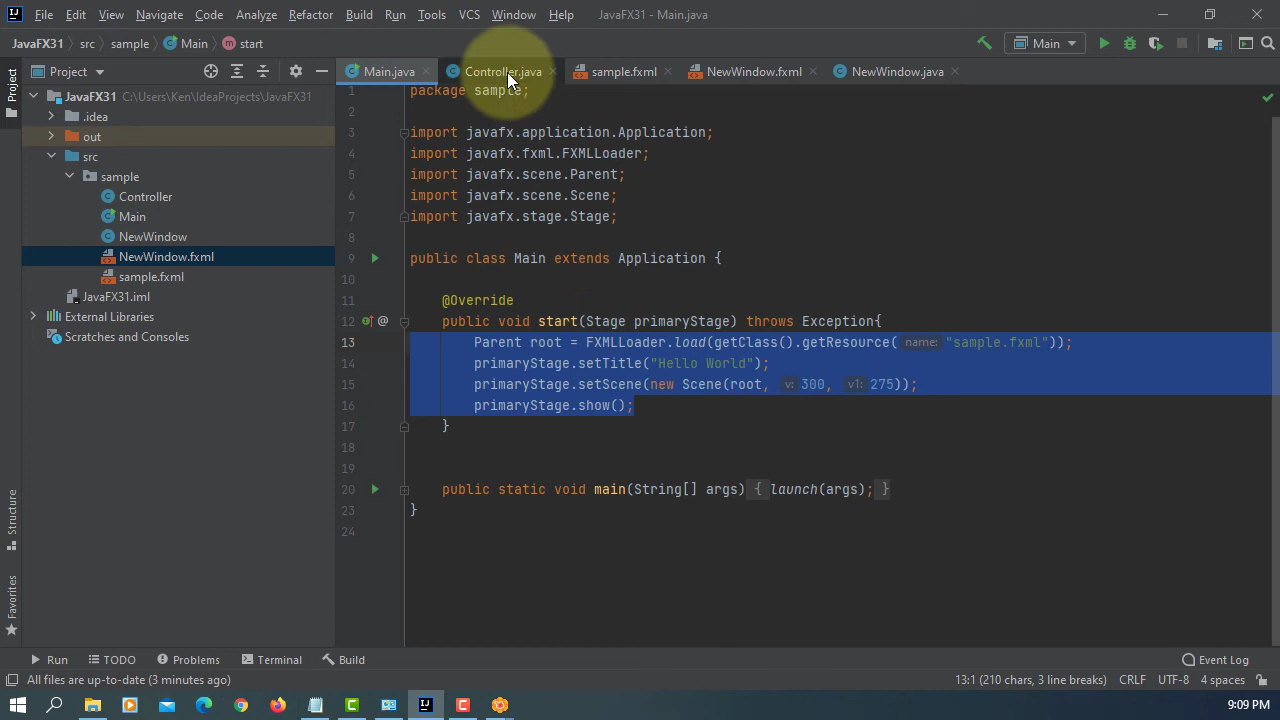 File Edit View Navigate Code Analyze Refactor Build Run Tools VCS Window Help JavaFX31 - Main.java
JavaFX31 src sample Main start Main
Project Main.java Controller.java sample.fxml NewWindow.fxml NewWindow.java
Project
JavaFX31 C:\Users\Ken\IdeaProjects\JavaFX31
.idea
out
src
sample
Controller
Main
NewWindow
NewWindow.fxml
sample.fxml
JavaFX31.iml
External Libraries
Scratches and Consoles
Structure
Favorites
1 package sample;
2
3 import javafx.application.Application;
4 import javafx.fxml.FXMLLoader;
5 import javafx.scene.Parent;
6 import javafx.scene.Scene;
7 import javafx.stage.Stage;
8
9 public class Main extends Application {
10
11 @Override
12 @ public void start(Stage primaryStage) throws Exception{
13 Parent root = FXMLLoader.load(getClass().getResource( name: "sample.fxml"));
14 primaryStage.setTitle("Hello World");
15 primaryStage.setScene(new Scene(root, v: 300, v1: 275));
16 primaryStage.show();
17 }
18
19
20 public static void main(String[] args) { launch(args); }
23 }
24
Run TODO Problems Terminal Build Event Log
All files are up-to-date (3 minutes ago) 13:1 (210 chars, 3 line breaks) CRLF UTF-8 4 spaces
9:09 PM